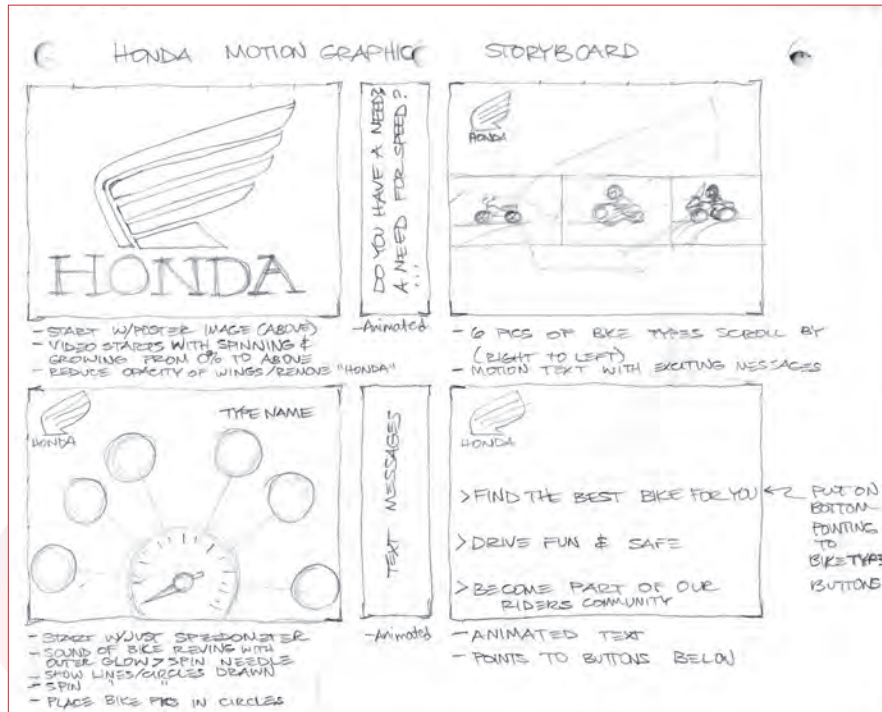 HONDA MOTION GRAPHIC STORYBOARD
HONDA
- START W/POSTER IMAGE (ABOVE)
- VIDEO STARTS WITH SPINNING &
GROWING FROM 0% TO ABOVE
- REDUCE OPACITY OF WINGS/REMOVE "HONDA"
DO YOU HAVE A NEED?
A NEED FOR SPEED?
...
-Animated
HONDA
- 6 PICS OF BIKE TYPES SCROLL BY
(RIGHT TO LEFT)
- MOTION TEXT WITH EXCITING MESSAGES
HONDA
TYPE NAME
- START W/JUST SPEEDOMETER
- SOUND OF BIKE REVING WITH
OUTER GLOW > SPIN NEEDLE
- SHOW LINES/CIRCLES DRAWN
- SPIN " "
- PLACE BIKE PICS IN CIRCLES
TEXT MESSAGES
-Animated
HONDA
>FIND THE BEST BIKE FOR YOU
>DRIVE FUN & SAFE
>BECOME PART OF OUR
RIDERS COMMUNITY
PUT ON
BOTTOM
POINTING
TO
BIKE TYPE
BUTTONS
- ANIMATED TEXT
- POINTS TO BUTTONS BELOW